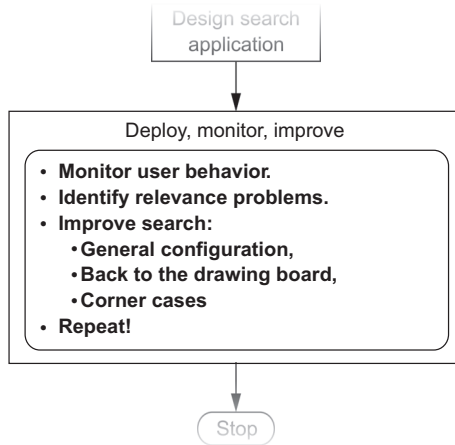 Design search
application
Deploy, monitor, improve
• Monitor user behavior.
• Identify relevance problems.
• Improve search:
• General configuration,
• Back to the drawing board,
• Corner cases
• Repeat!
Stop